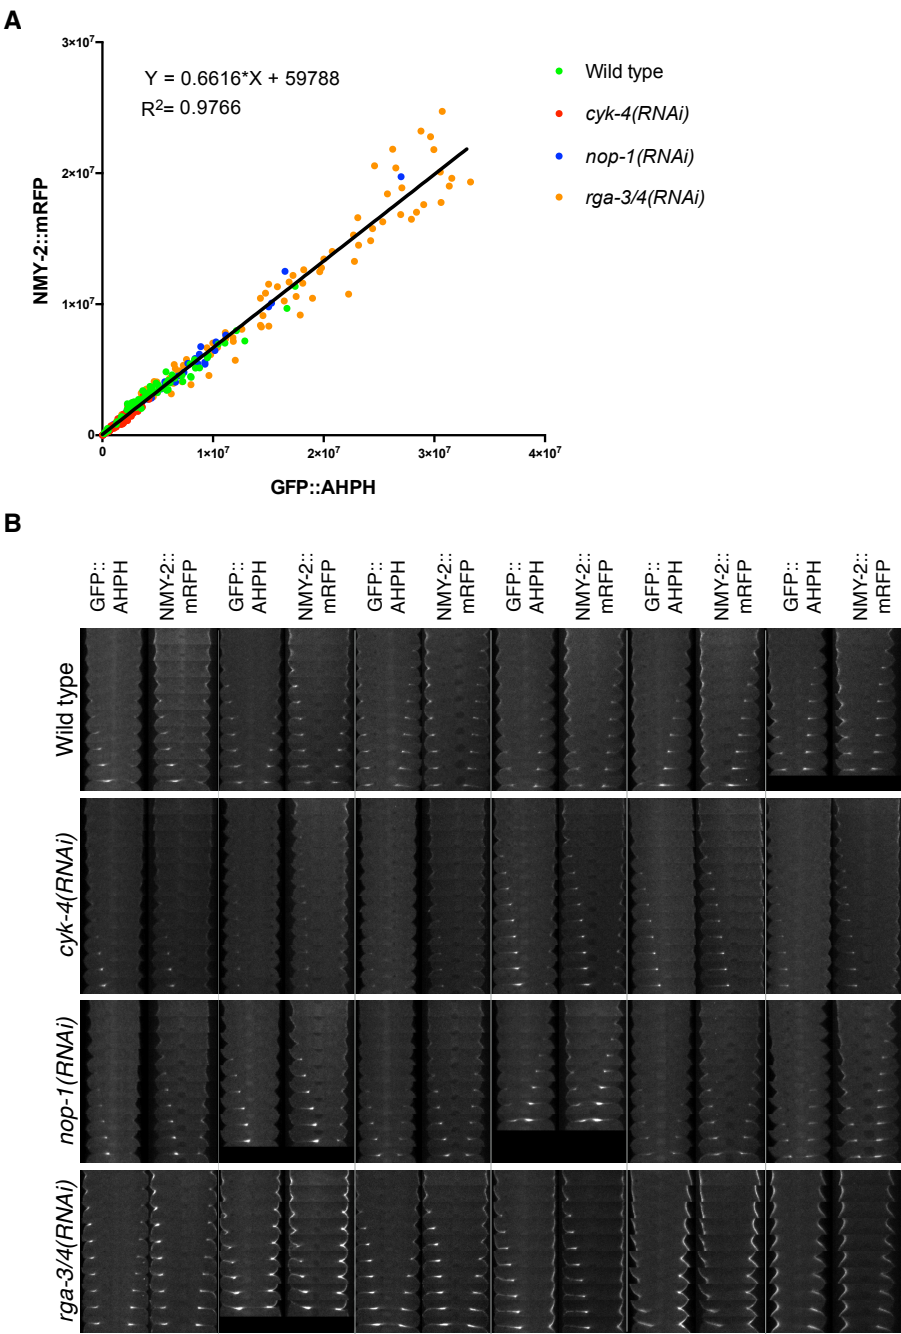 A
3×10⁷
2×10⁷
1×10⁷
0
NMY-2::mRFP
Y = 0.6616*X + 59788
R²= 0.9766
Wild type
cyk-4(RNAi)
nop-1(RNAi)
rga-3/4(RNAi)
0
1×10⁷
2×10⁷
3×10⁷
4×10⁷
GFP::AHPH
B
GFP::
AHPH
NMY-2::
mRFP
GFP::
AHPH
NMY-2::
mRFP
GFP::
AHPH
NMY-2::
mRFP
GFP::
AHPH
NMY-2::
mRFP
GFP::
AHPH
NMY-2::
mRFP
GFP::
AHPH
NMY-2::
mRFP
Wild type
cyk-4(RNAi)
nop-1(RNAi)
rga-3/4(RNAi)